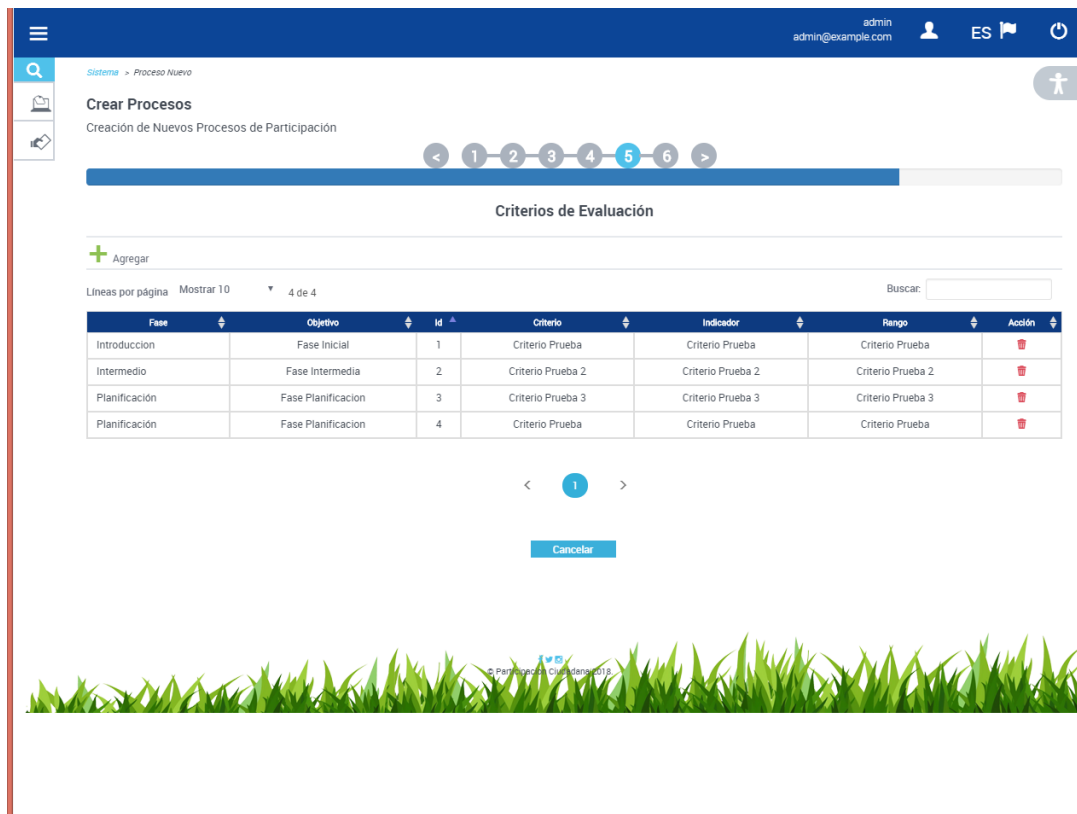 admin
admin@example.com
ES
Sistema > Proceso Nuevo
Crear Procesos
Creación de Nuevos Procesos de Participación
< 1 2 3 4 5 6 >
Criterios de Evaluación
Agregar
Líneas por página Mostrar 10 4 de 4 Buscar:
Fase Objetivo Id Criterio Indicador Rango Acción
Introduccion Fase Inicial 1 Criterio Prueba Criterio Prueba Criterio Prueba
Intermedio Fase Intermedia 2 Criterio Prueba 2 Criterio Prueba 2 Criterio Prueba 2
Planificación Fase Planificacion 3 Criterio Prueba 3 Criterio Prueba 3 Criterio Prueba 3
Planificación Fase Planificacion 4 Criterio Prueba Criterio Prueba Criterio Prueba
< 1 >
Cancelar
© Participación Ciudadana 2018.